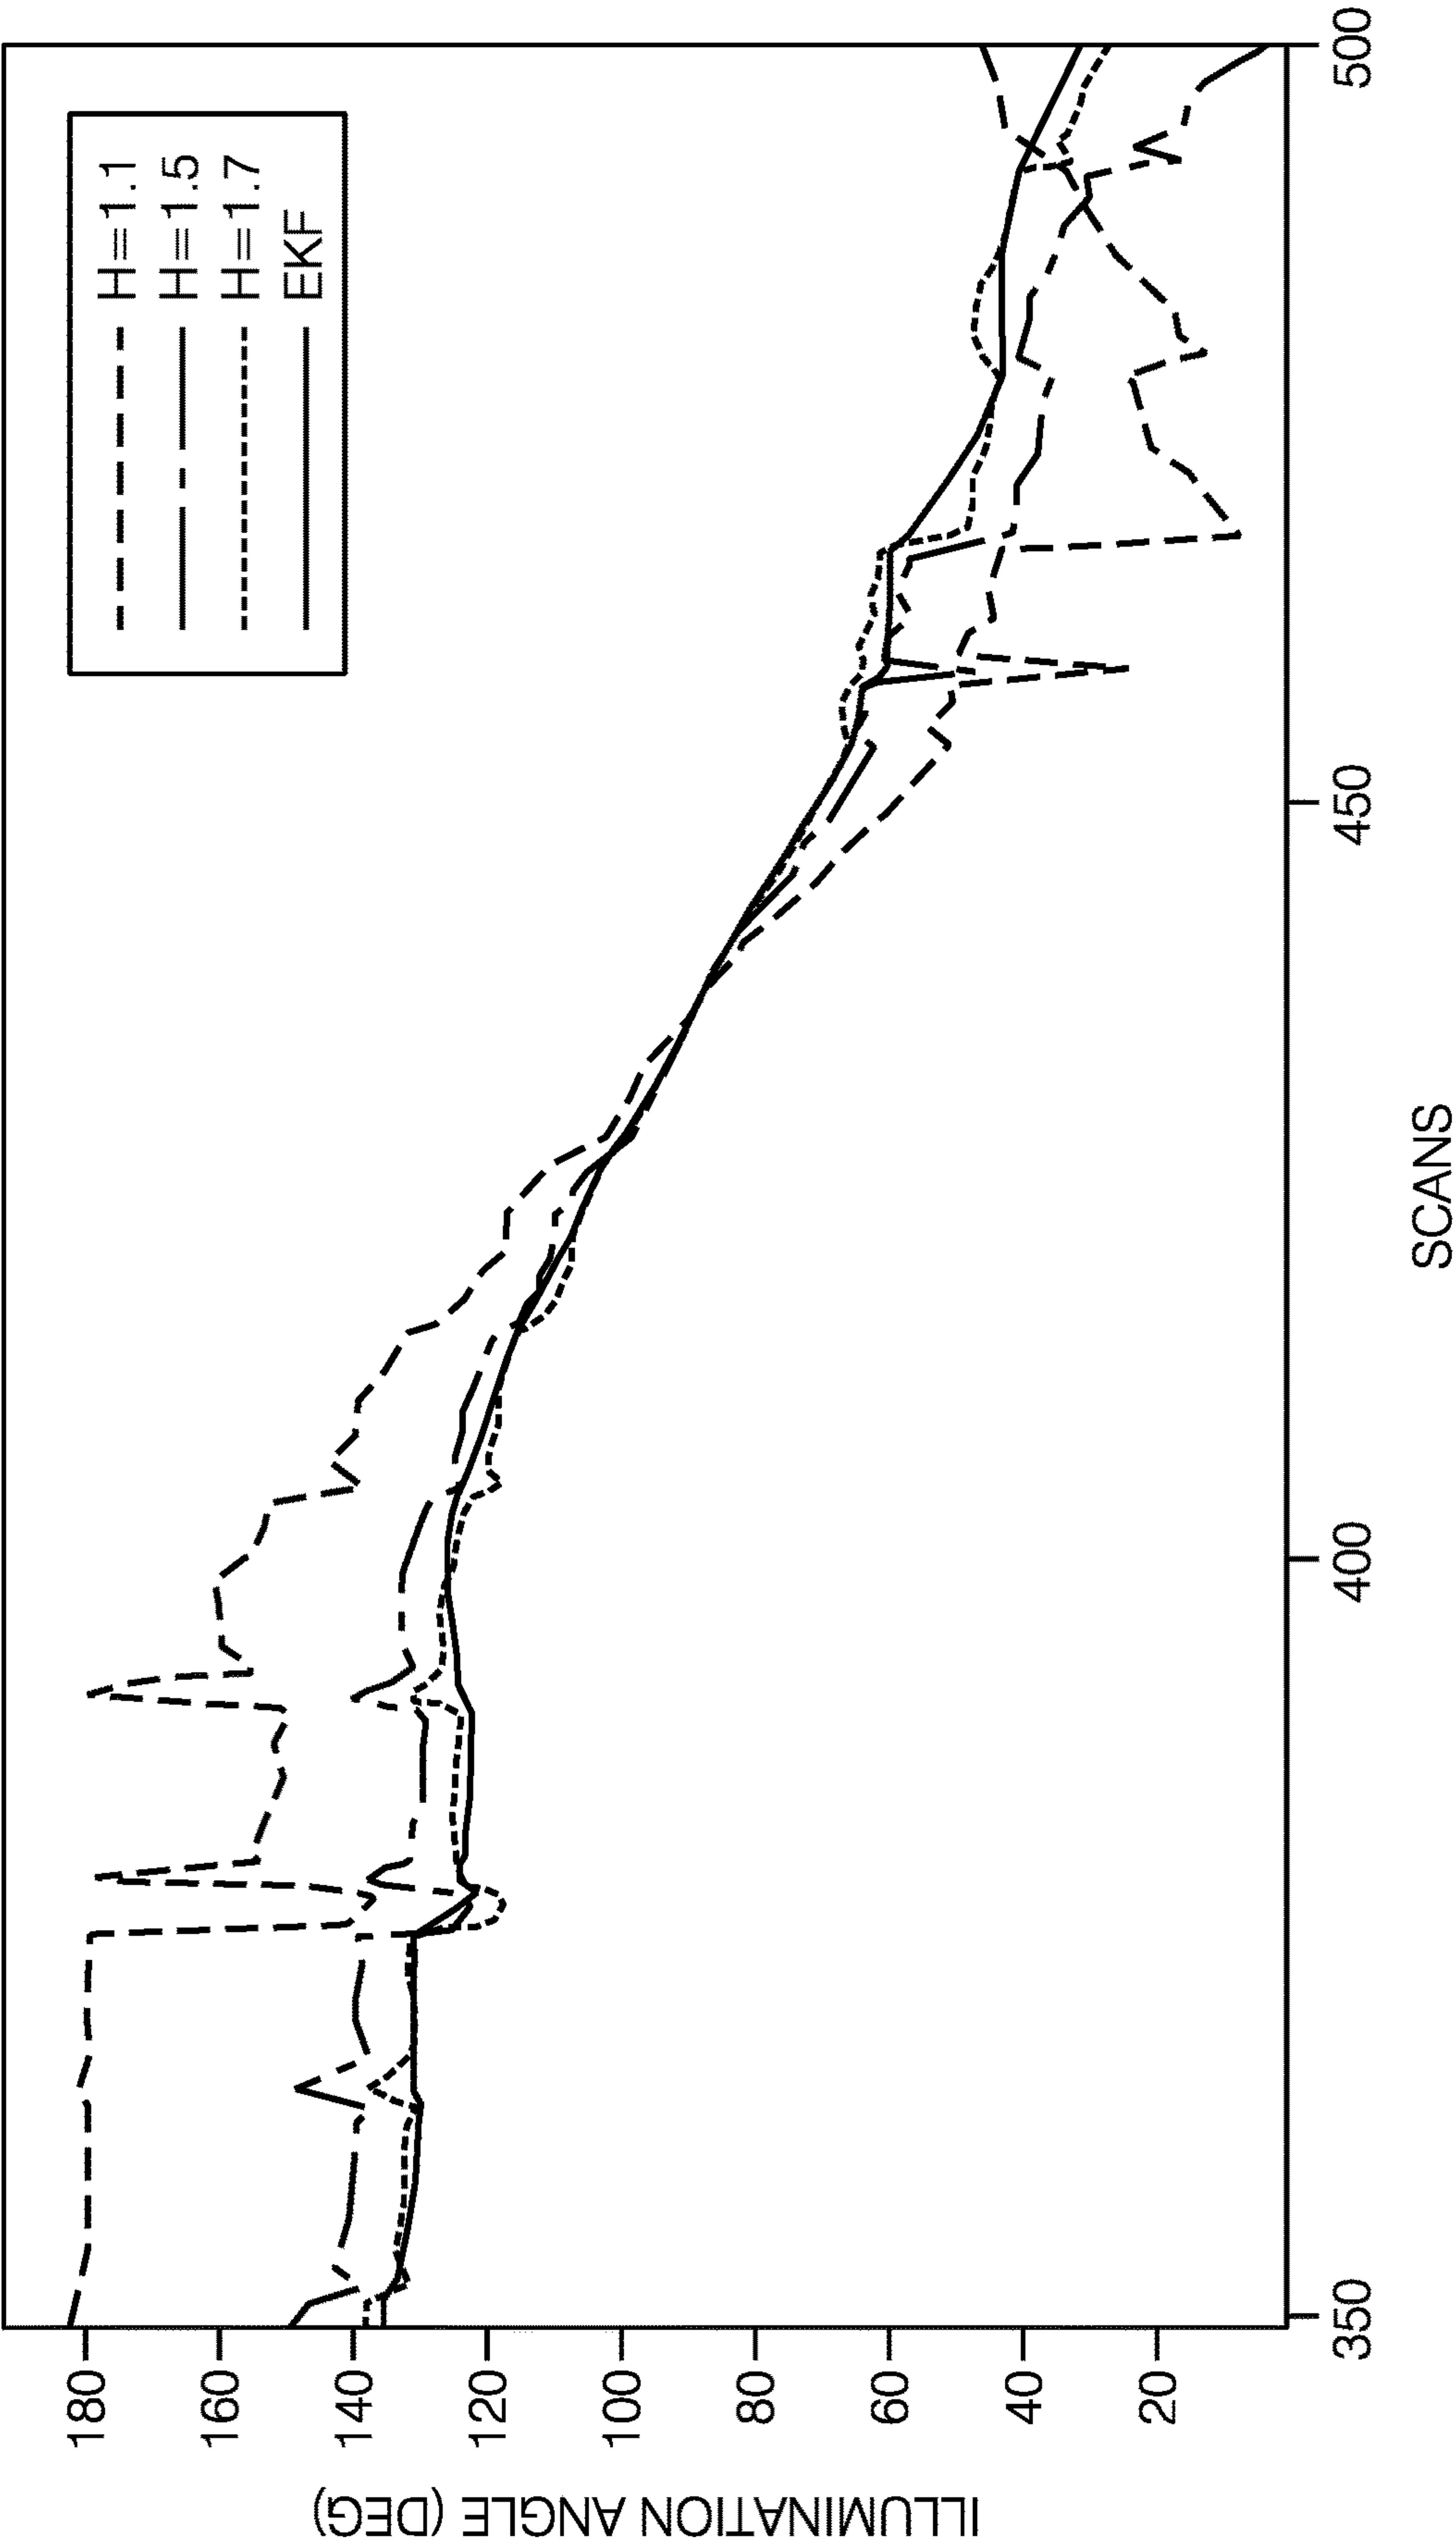 H=1.1
H=1.5
H=1.7
EKF
ILLUMINATION ANGLE (DEG)
180
160
140
120
100
80
60
40
20
350
400
450
500
SCANS